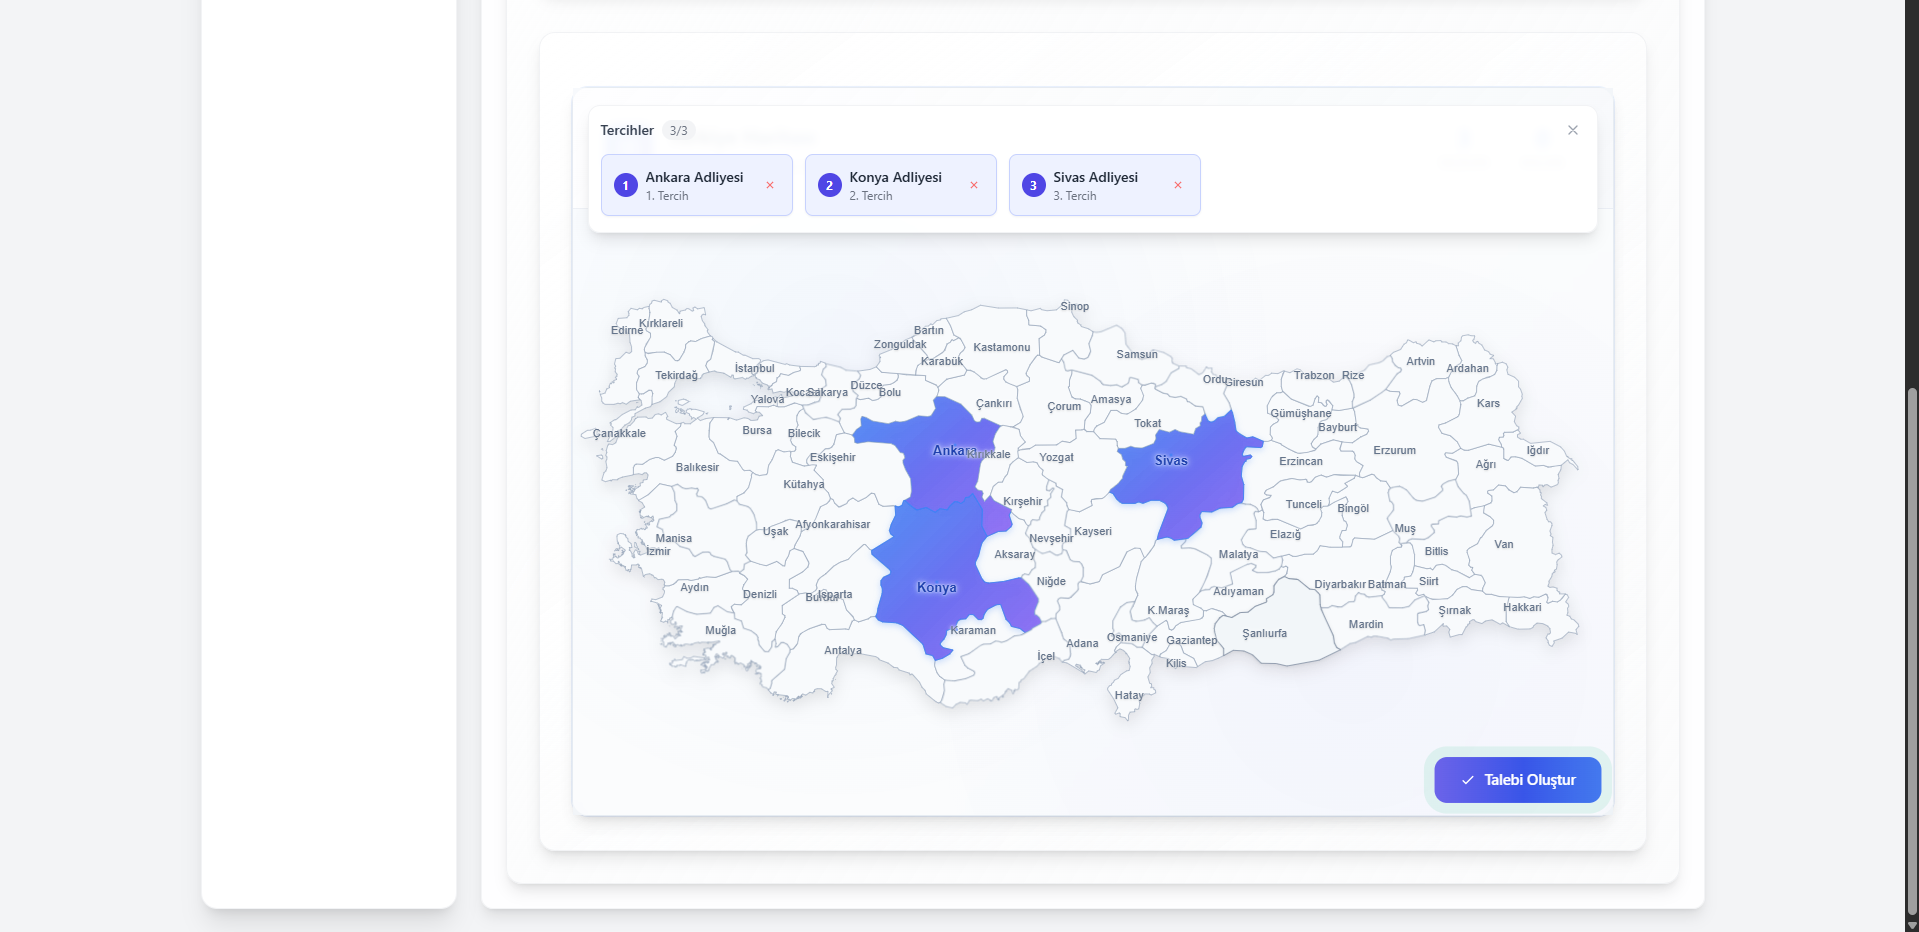 Tercihler 3/3
1 Ankara Adliyesi
1. Tercih
2 Konya Adliyesi
2. Tercih
3 Sivas Adliyesi
3. Tercih
Sinop
Kırklareli
Edirne
Bartın
Zonguldak
Kastamonu
Karabük
Samsun
Artvin
Ardahan
İstanbul
Tekirdağ
Trabzon
Rize
Ordu
Giresun
Düzce
Bolu
Sakarya
Yalova
Amasya
Çankırı
Çorum
Kars
Gümüşhane
Tokat
Bayburt
Çanakkale
Bursa
Bilecik
Ankara
Kırıkkale
Erzurum
Iğdır
Eskişehir
Yozgat
Sivas
Erzincan
Ağrı
Balıkesir
Kütahya
Kırşehir
Tunceli
Bingöl
Afyonkarahisar
Uşak
Kayseri
Muş
Manisa
Nevşehir
Elazığ
Van
İzmir
Aksaray
Malatya
Bitlis
Niğde
Siirt
Aydın
Konya
Diyarbakır
Batman
Denizli
Burdur
Isparta
Adıyaman
K.Maraş
Şırnak
Hakkari
Muğla
Karaman
Mardin
Şanlıurfa
Osmaniye
Gaziantep
Adana
Antalya
İçel
Kilis
Hatay
Talebi Oluştur